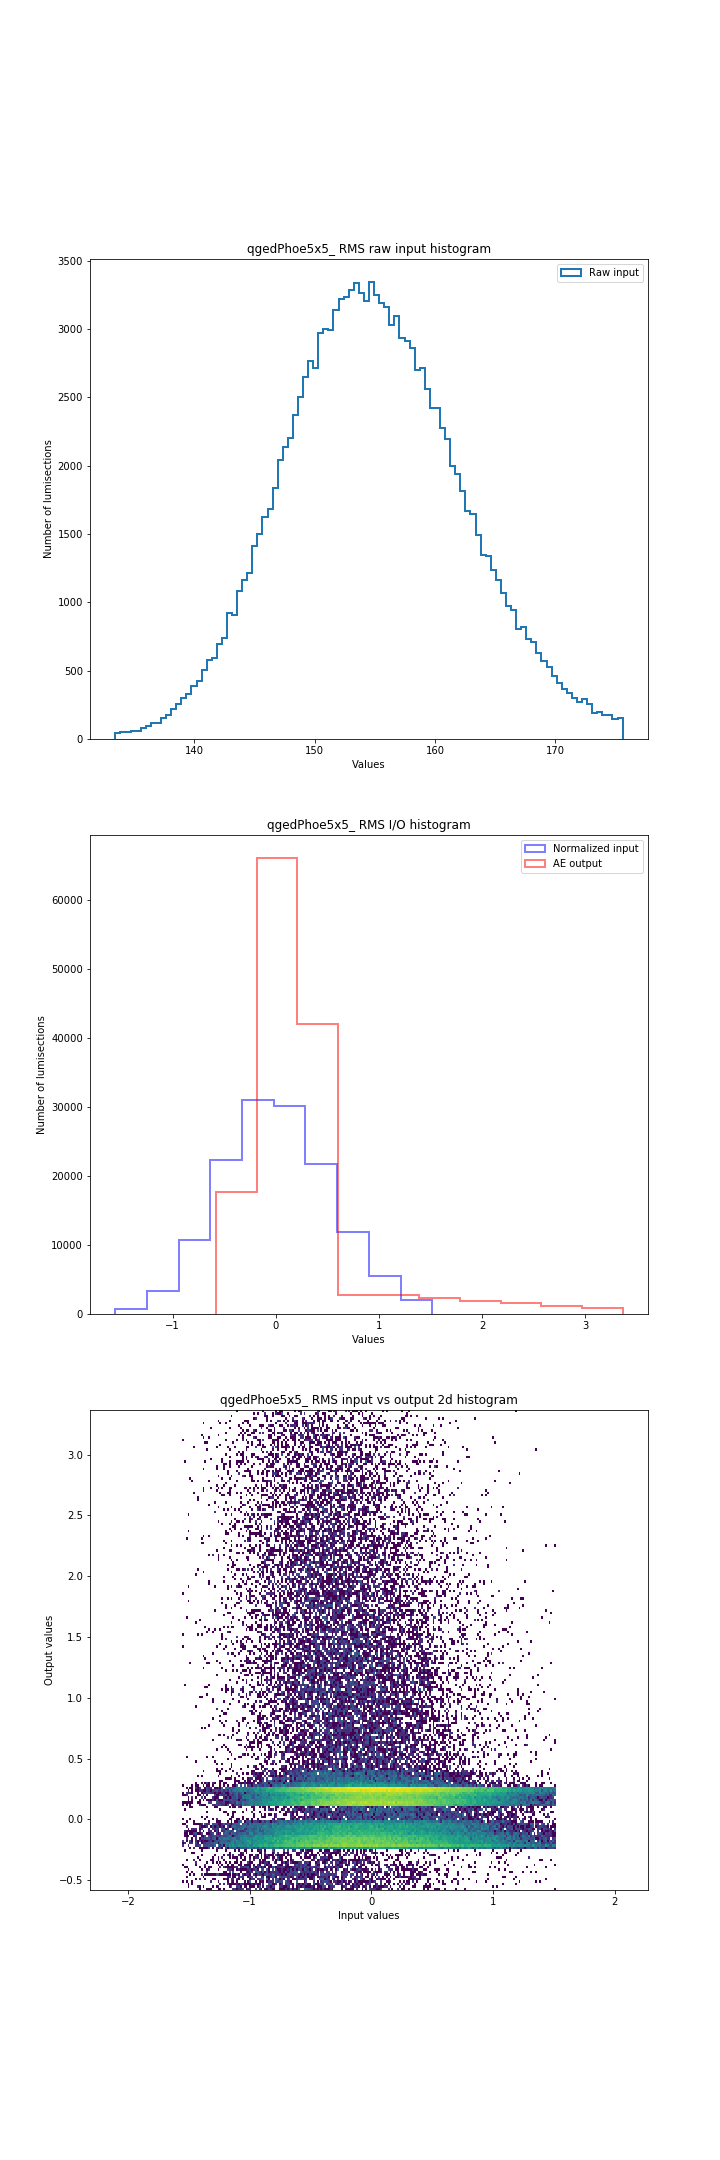 qgedPhoe5x5_ RMS raw input histogram
Raw input
3500
3000
2500
2000
1500
1000
500
0
Number of lumisections
140 150 160 170
Values
qgedPhoe5x5_ RMS I/O histogram
Normalized input
AE output
60000
50000
40000
30000
20000
10000
0
Number of lumisections
−1 0 1 2 3
Values
qgedPhoe5x5_ RMS input vs output 2d histogram
3.0
2.5
2.0
1.5
1.0
0.5
0.0
−0.5
Output values
−2 −1 0 1 2
Input values